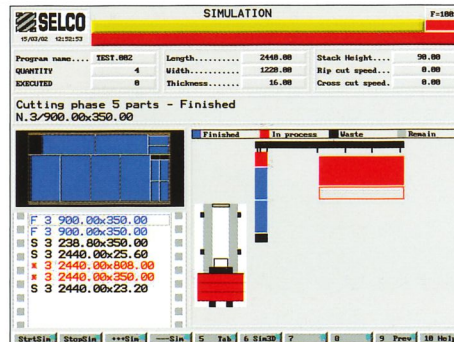 SELCO
SIMULATION
F=100
15/03/02 12:52:53
Program name.... TEST.002
Length.......... 2440.00
Stack Height.... 90.00
QUANTITY 4
Width........... 1220.00
Rip cut speed... 0.00
EXECUTED 0
Thickness....... 16.00
Cross cut speed. 0.00
Cutting phase 5 parts - Finished
N.3/900.00x350.00
Finished In process Waste Remain
F 3 900.00x350.00
F 3 900.00x350.00
S 3 238.80x350.00
S 3 2440.00x25.60
* 3 2440.00x808.00
* 3 2440.00x350.00
S 3 2440.00x23.20
StrtSim StopSim +++Sim ---Sim 5 Tab 6 Sim3D 7 8 9 Prev 10 Help